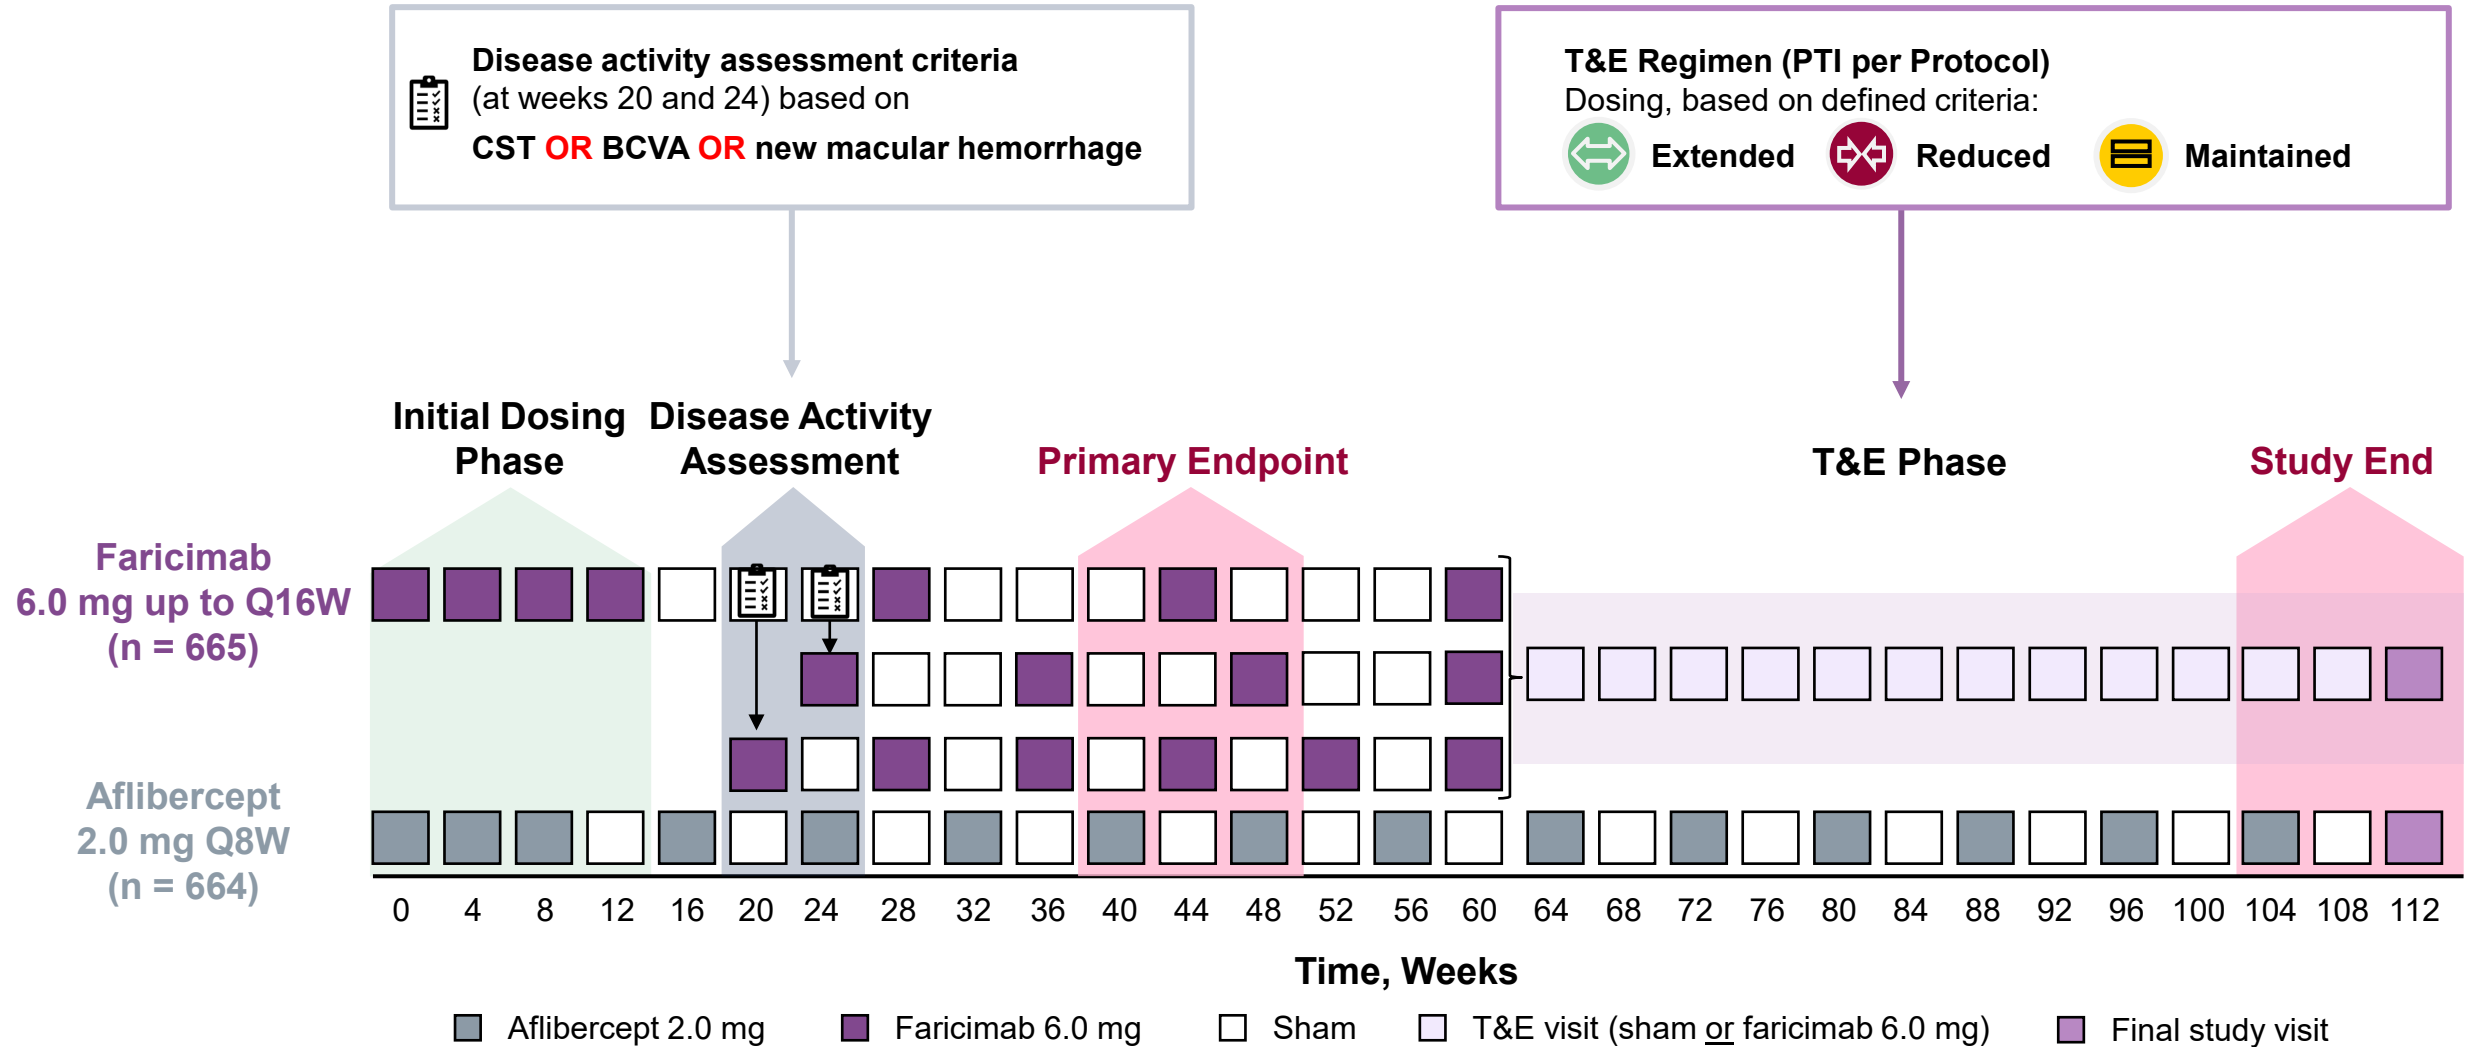 Disease activity assessment criteria
(at weeks 20 and 24) based on
CST OR BCVA OR new macular hemorrhage
T&E Regimen (PTI per Protocol)
Dosing, based on defined criteria:
Extended Reduced Maintained
Initial Dosing
Phase
Disease Activity
Assessment
Primary Endpoint
T&E Phase
Study End
Faricimab
6.0 mg up to Q16W
(n = 665)
Aflibercept
2.0 mg Q8W
(n = 664)
0 4 8 12 16 20 24 28 32 36 40 44 48 52 56 60 64 68 72 76 80 84 88 92 96 100 104 108 112
Time, Weeks
Aflibercept 2.0 mg Faricimab 6.0 mg Sham T&E visit (sham or faricimab 6.0 mg) Final study visit